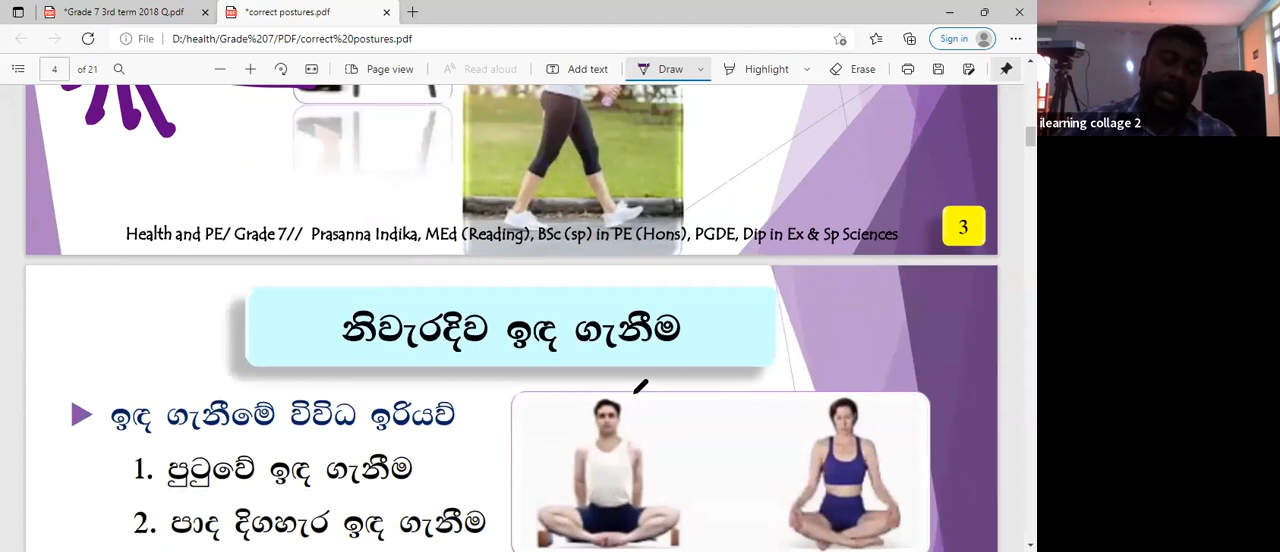 *Grade 7 3rd term 2018 Q.pdf
*correct postures.pdf
File D:/health/Grade%207/PDF/correct%20postures.pdf
Sign in
4 of 21
Page view
Read aloud
Add text
Draw
Highlight
Erase
ilearning collage 2
Health and PE/ Grade 7// Prasanna Indika, MEd (Reading), BSc (sp) in PE (Hons), PGDE, Dip in Ex & Sp Sciences
3
නිවැරදිව ඉඳ ගැනීම
ඉඳ ගැනීමේ විවිධ ඉරියව්
1. පුටුවේ ඉඳ ගැනීම
2. පාද දිගහැර ඉඳ ගැනීම